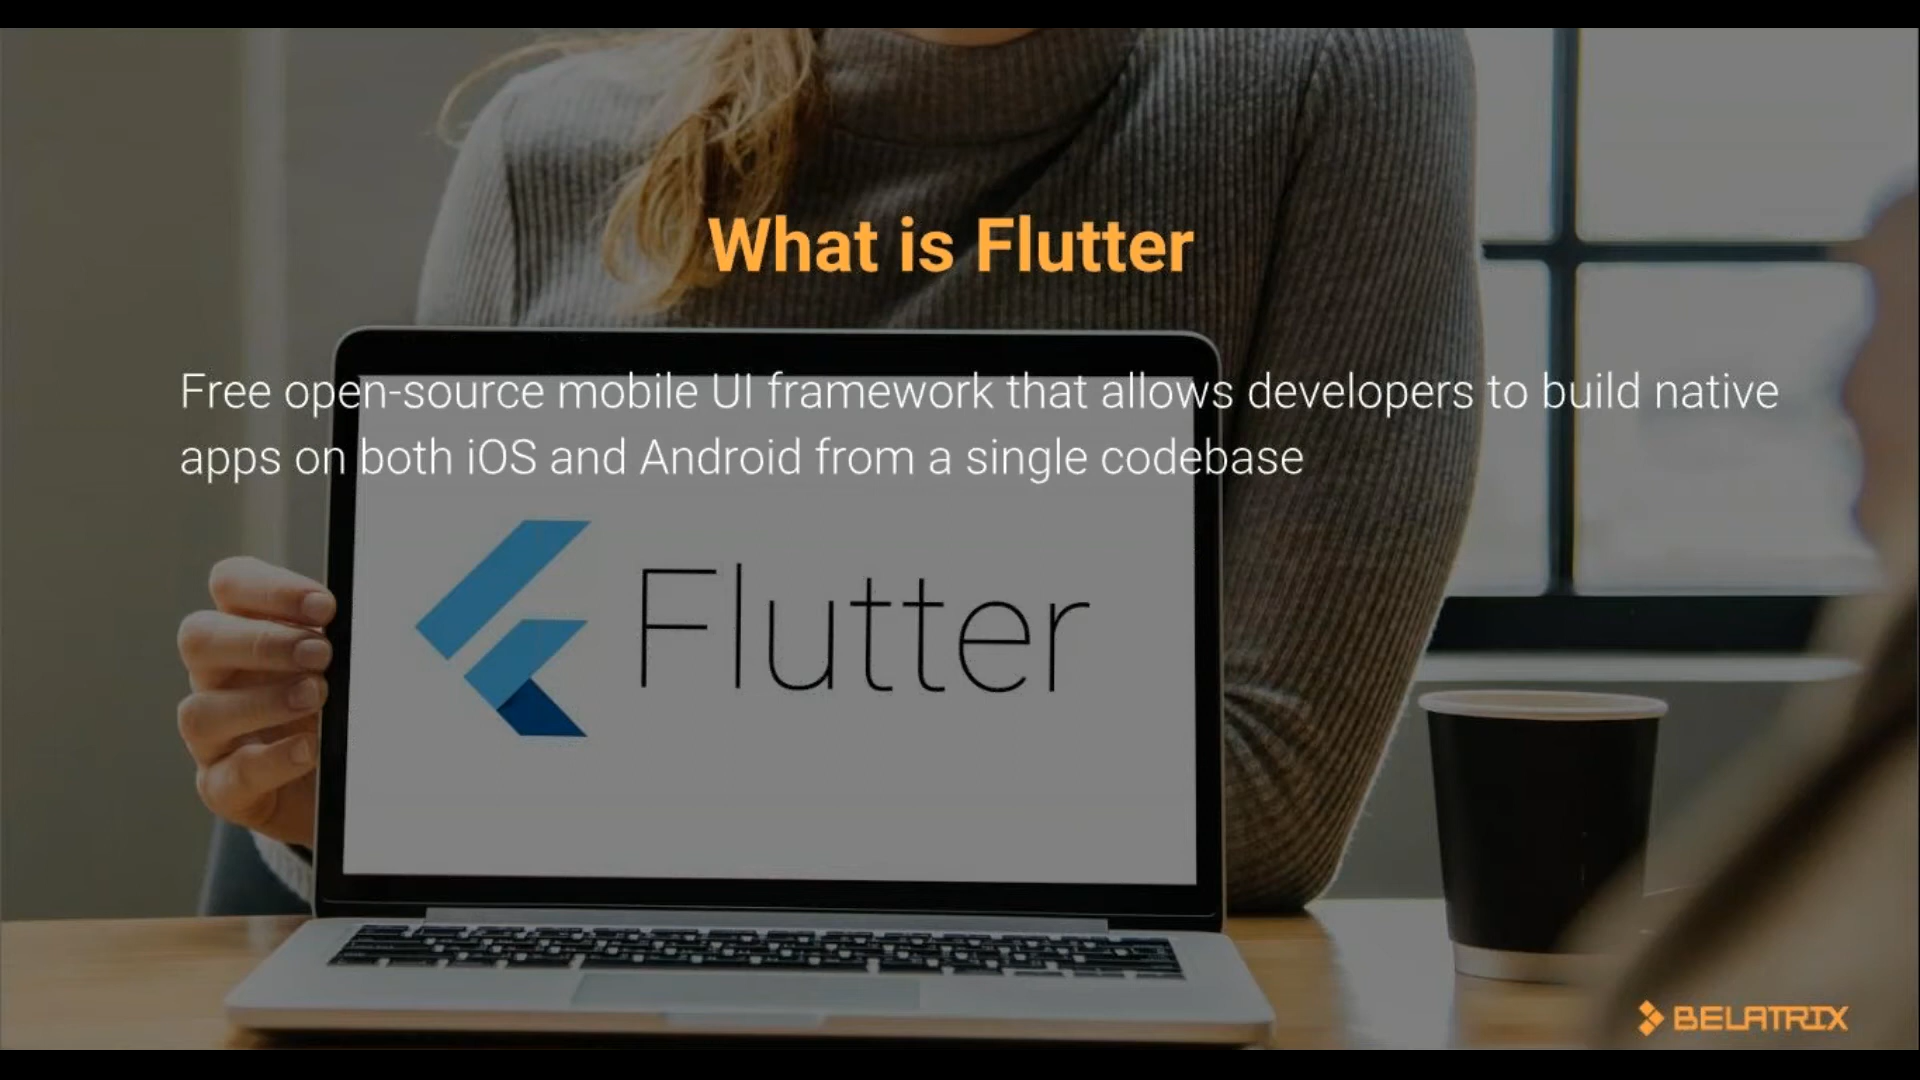 What is Flutter
Free open-source mobile UI framework that allows developers to build native
apps on both iOS and Android from a single codebase
Flutter
BELATRIX